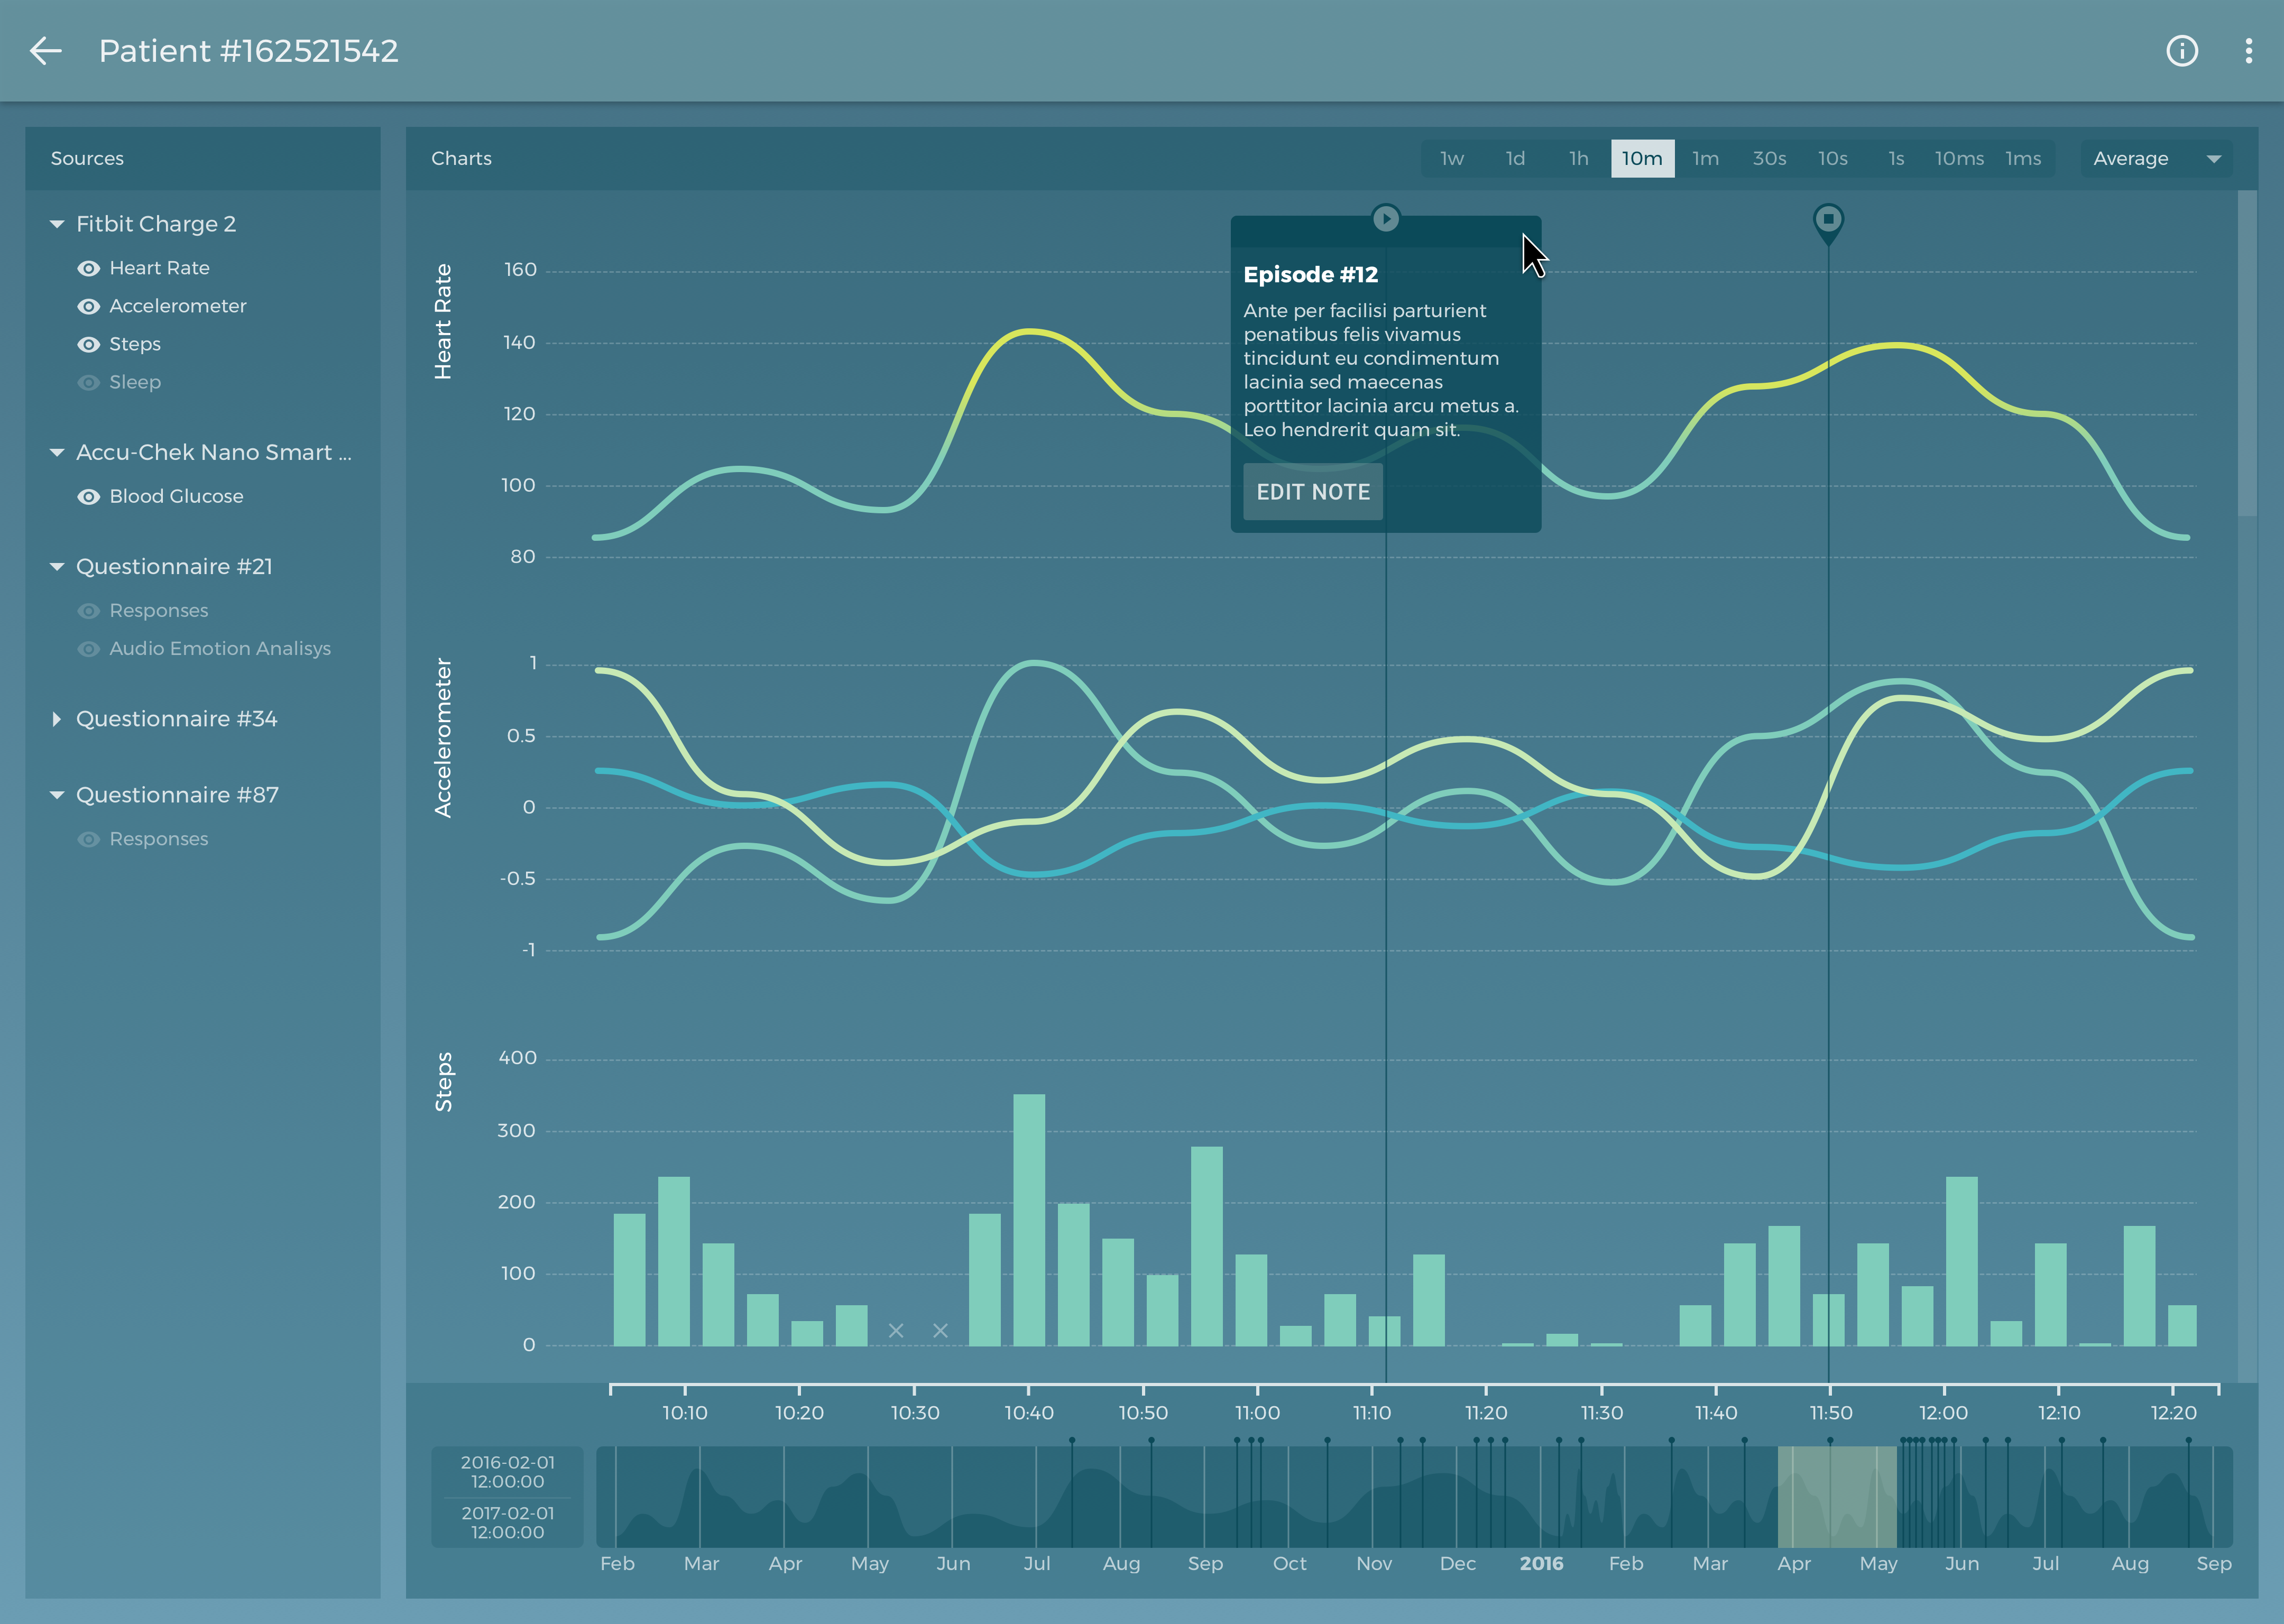 Patient #162521542
Sources
Fitbit Charge 2
Heart Rate
Accelerometer
Steps
Sleep
Accu-Chek Nano Smart ...
Blood Glucose
Questionnaire #21
Responses
Audio Emotion Analisys
Questionnaire #34
Questionnaire #87
Responses
Charts
1w 1d 1h 10m 1m 30s 10s 1s 10ms 1ms
Average
Heart Rate
160
140
120
100
80
Episode #12
Ante per facilisi parturient
penatibus felis vivamus
tincidunt eu condimentum
lacinia sed maecenas
porttitor lacinia arcu metus a.
Leo hendrerit quam sit.
EDIT NOTE
Accelerometer
1
0.5
0
-0.5
-1
Steps
400
300
200
100
0
10:10 10:20 10:30 10:40 10:50 11:00 11:10 11:20 11:30 11:40 11:50 12:00 12:10 12:20
2016-02-01
12:00:00
2017-02-01
12:00:00
Feb Mar Apr May Jun Jul Aug Sep Oct Nov Dec 2016 Feb Mar Apr May Jun Jul Aug Sep